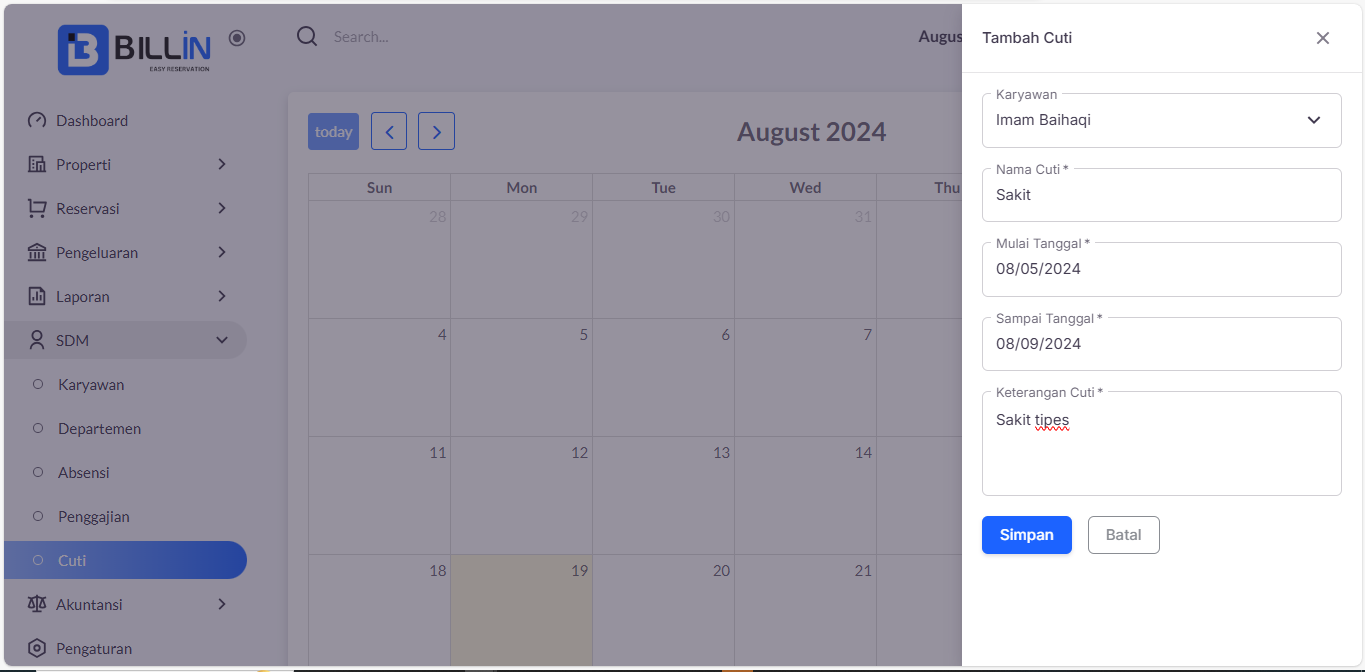 BILLiN
EASY RESERVATION
Search...
Dashboard
Properti
Reservasi
Pengeluaran
Laporan
SDM
Karyawan
Departemen
Absensi
Penggajian
Cuti
Akuntansi
Pengaturan
Augus
today
August 2024
Sun Mon Tue Wed Thu
28 29 30 31
4 5 6 7
11 12 13 14
18 19 20 21
Tambah Cuti
Karyawan
Imam Baihaqi
Nama Cuti *
Sakit
Mulai Tanggal *
08/05/2024
Sampai Tanggal *
08/09/2024
Keterangan Cuti *
Sakit tipes
Simpan Batal